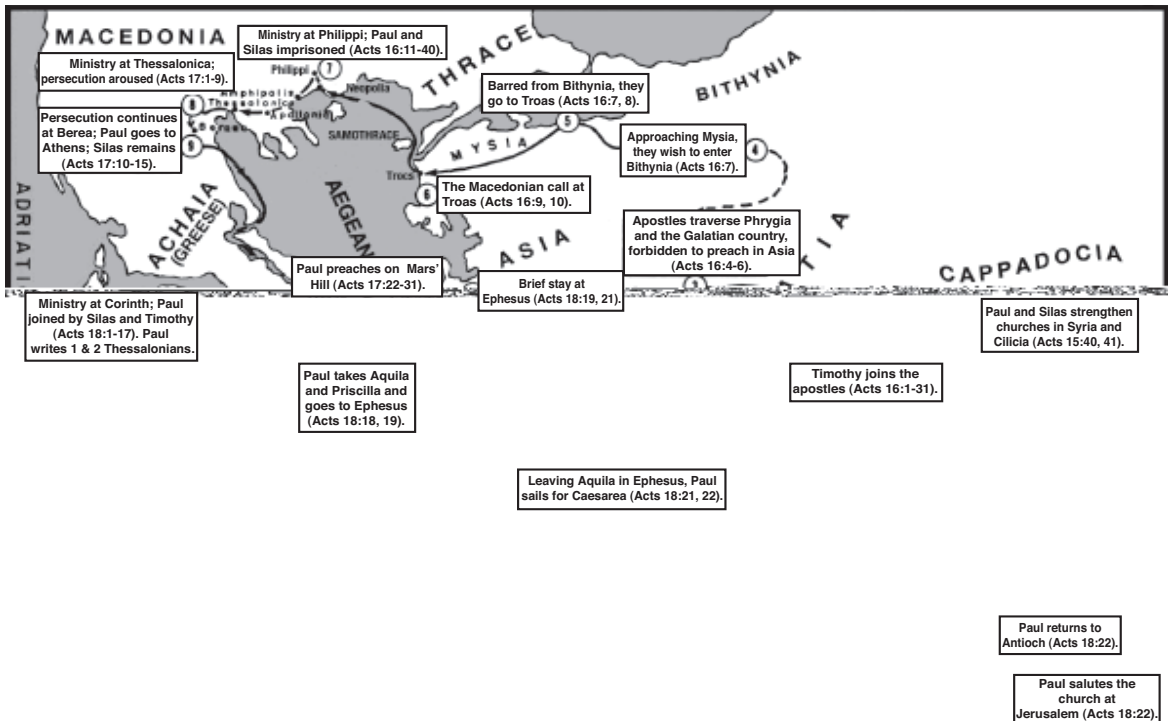 MACEDONIA
Ministry at Philippi; Paul and
Silas imprisoned (Acts 16:11-40).
THRACE
BITHYNIA
Ministry at Thessalonica;
persecution aroused (Acts 17:1-9).
Philippi
7
Neopolis
Amphipolis
Thessalonica
Apollonia
8
Berea
Persecution continues
at Berea; Paul goes to
Athens; Silas remains
(Acts 17:10-15).
9
SAMOTHRACE
Barred from Bithynia, they
go to Troas (Acts 16:7, 8).
5
MYSIA
Approaching Mysia,
they wish to enter
Bithynia (Acts 16:7).
4
Troas
6
The Macedonian call at
Troas (Acts 16:9, 10).
ADRIATI
ACHAIA
(GREESE)
AEGEAN
ASIA
Apostles traverse Phrygia
and the Galatian country,
forbidden to preach in Asia
(Acts 16:4-6).
3
TIA
CAPPADOCIA
Paul preaches on Mars'
Hill (Acts 17:22-31).
Brief stay at
Ephesus (Acts 18:19, 21).
Ministry at Corinth; Paul
joined by Silas and Timothy
(Acts 18:1-17). Paul
writes 1 & 2 Thessalonians.
Paul and Silas strengthen
churches in Syria and
Cilicia (Acts 15:40, 41).
Paul takes Aquila
and Priscilla and
goes to Ephesus
(Acts 18:18, 19).
Timothy joins the
apostles (Acts 16:1-31).
Leaving Aquila in Ephesus, Paul
sails for Caesarea (Acts 18:21, 22).
Paul returns to
Antioch (Acts 18:22).
Paul salutes the
church at
Jerusalem (Acts 18:22).